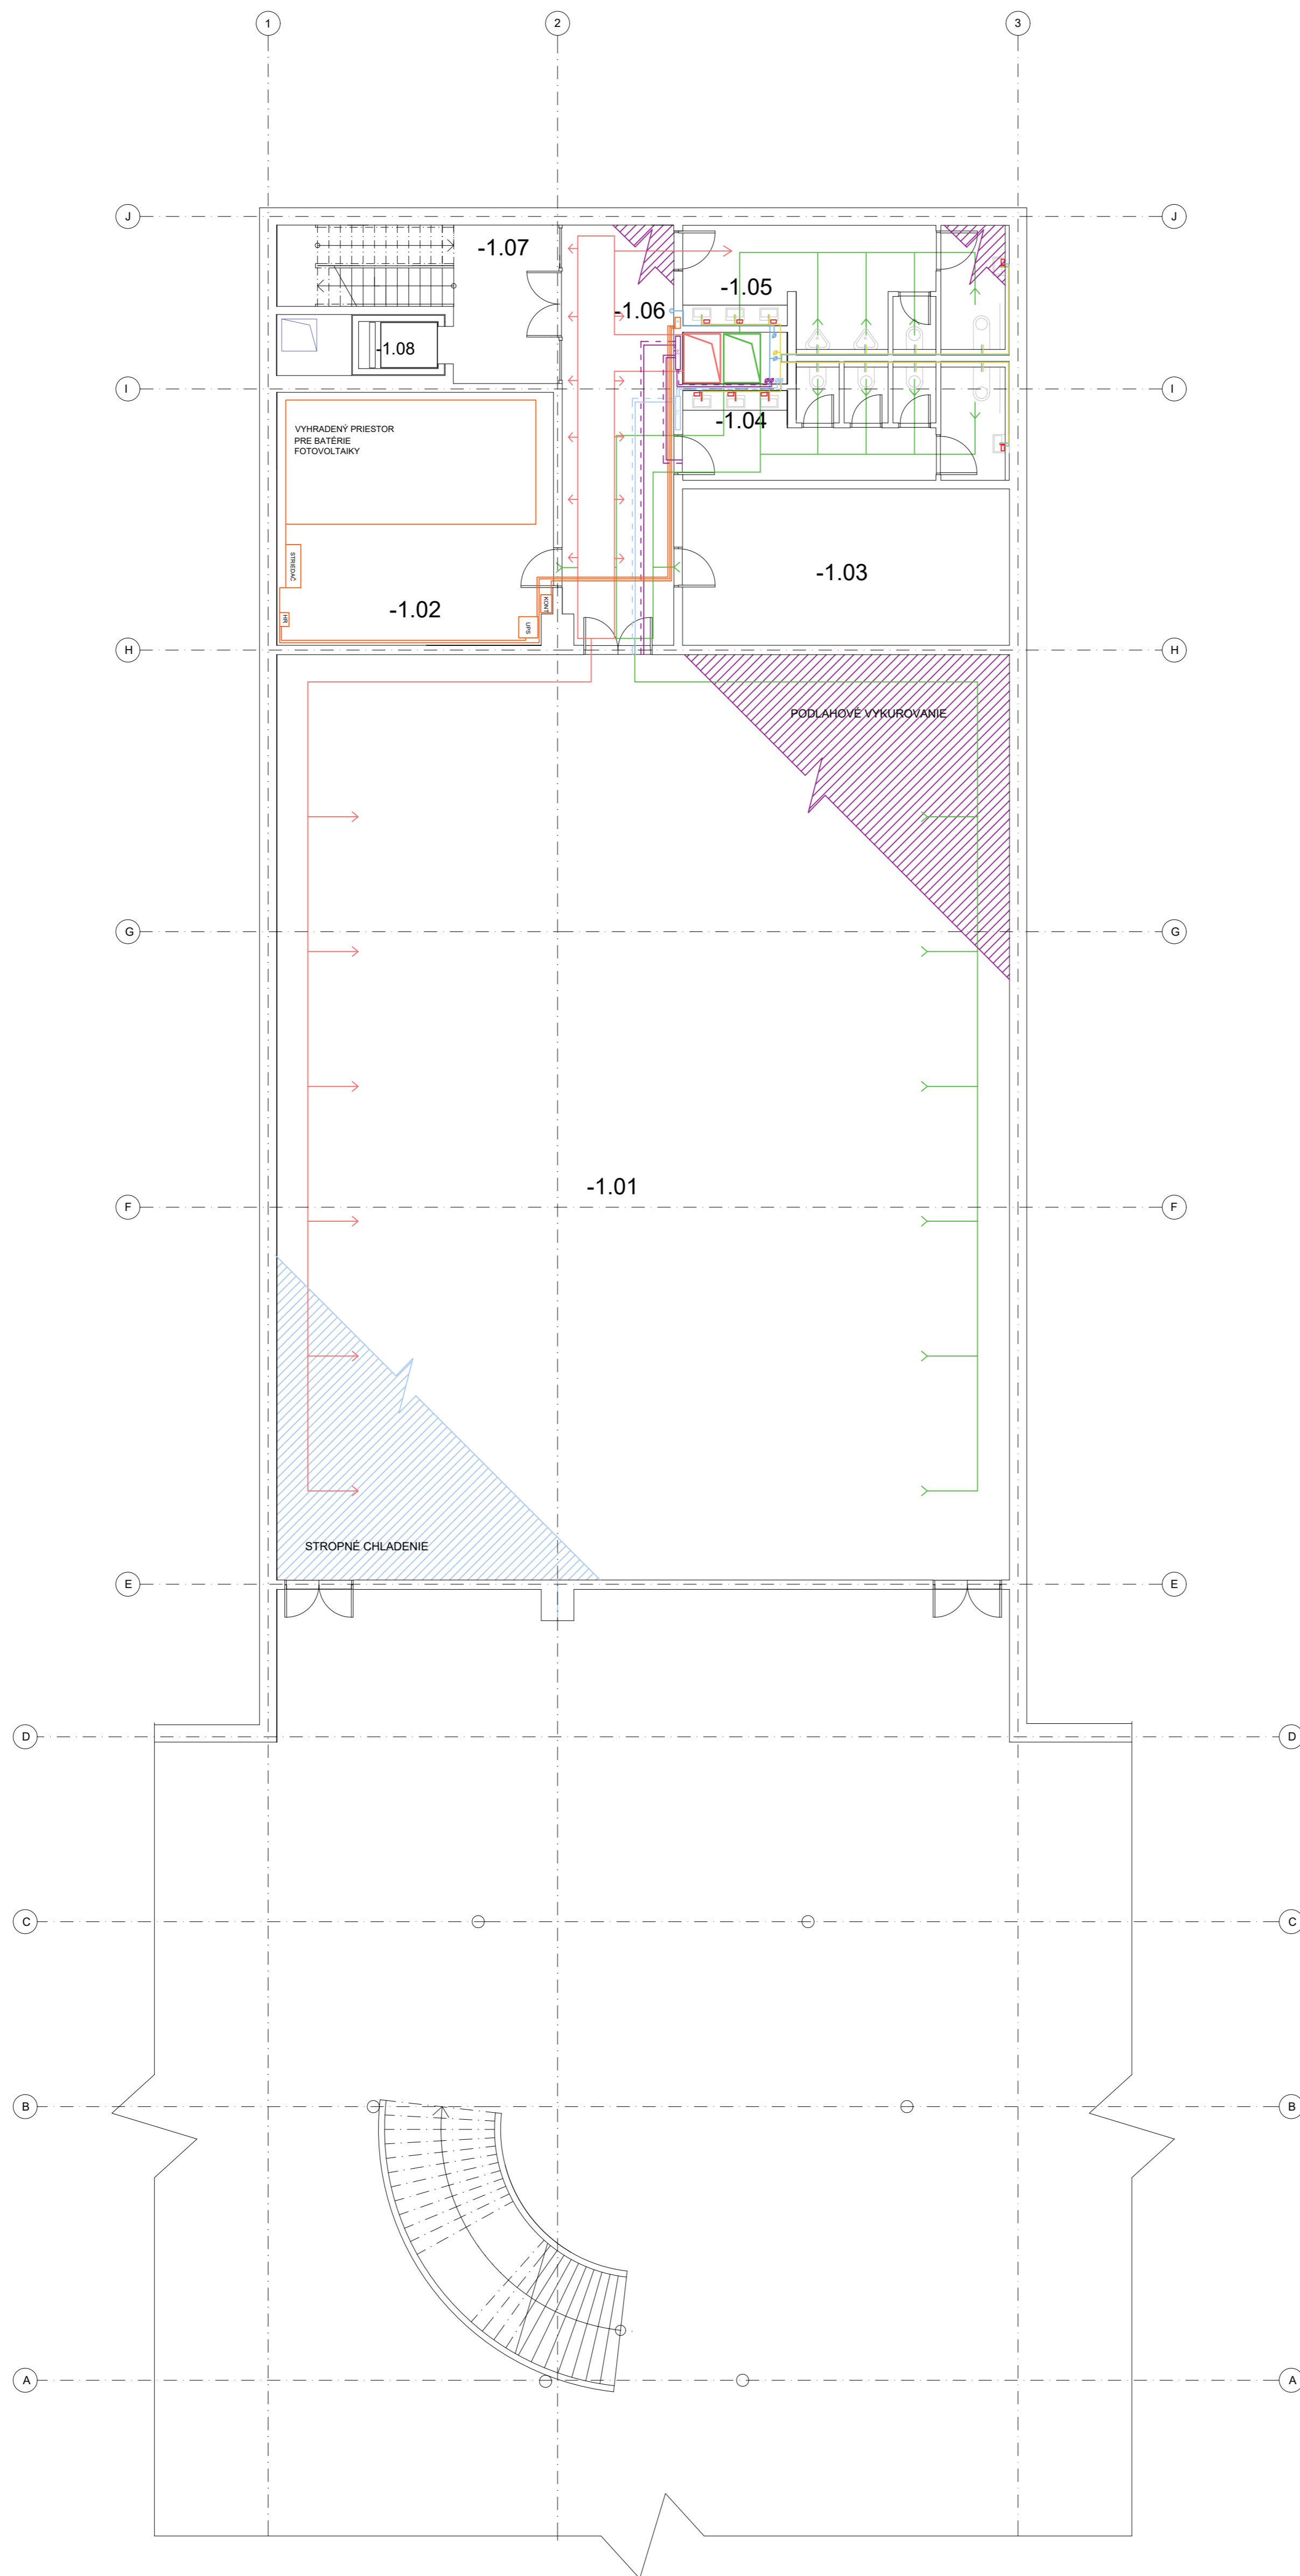 1
2
3
J
J
-1.07
-1.05
-1.06
-1.08
I
I
-1.04
VYHRADENÝ PRIESTOR
PRE BATÉRIE
FOTOVOLTAIKY
STRIEDAČ
-1.03
-1.02
KONT
HR
UPS
H
H
PODLAHOVÉ VYKUROVANIE
G
G
-1.01
F
F
STROPNÉ CHLADENIE
E
E
D
D
C
C
B
B
A
A